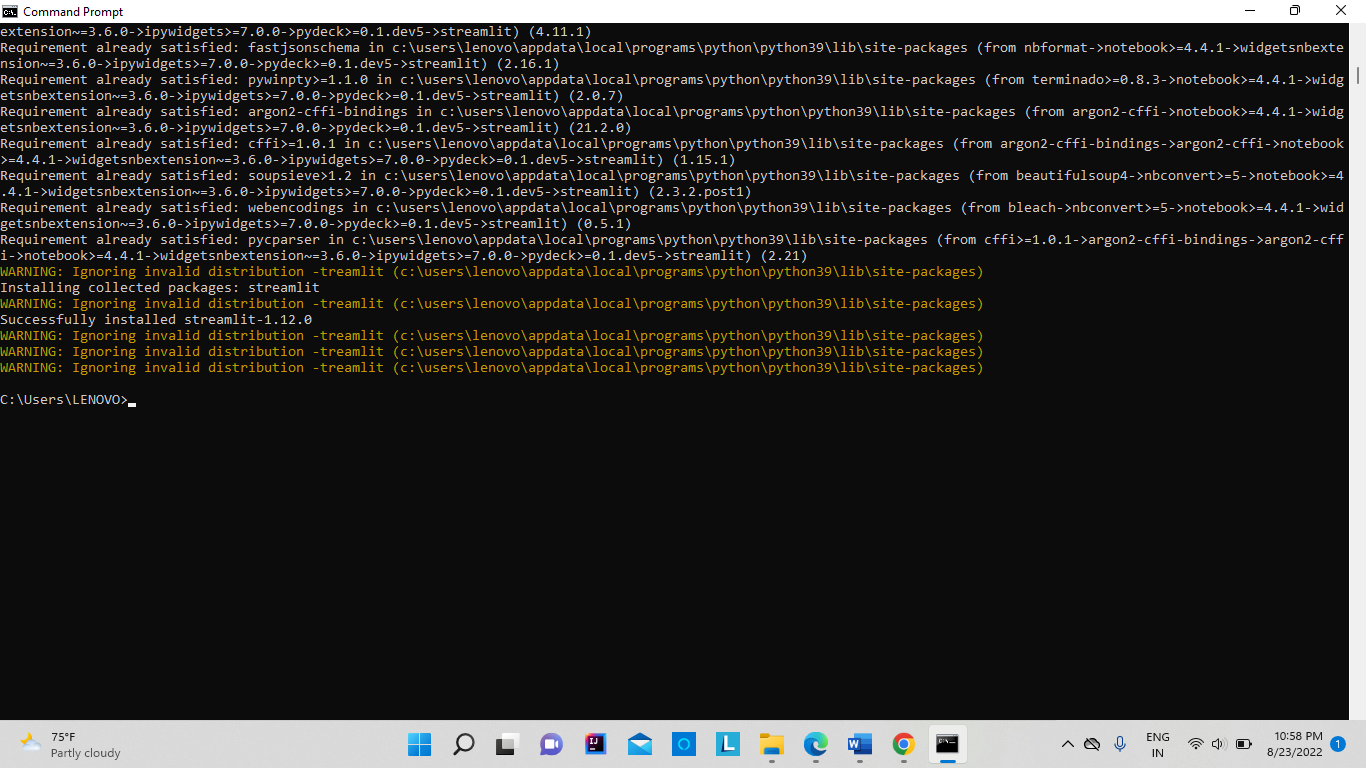 Command Prompt
extension~=3.6.0->ipywidgets>=7.0.0->pydeck>=0.1.dev5->streamlit) (4.11.1)
Requirement already satisfied: fastjsonschema in c:\users\lenovo\appdata\local\programs\python\python39\lib\site-packages (from nbformat->notebook>=4.4.1->widgetsnbexte
nsion~=3.6.0->ipywidgets>=7.0.0->pydeck>=0.1.dev5->streamlit) (2.16.1)
Requirement already satisfied: pywinpty>=1.1.0 in c:\users\lenovo\appdata\local\programs\python\python39\lib\site-packages (from terminado>=0.8.3->notebook>=4.4.1->widg
etsnbextension~=3.6.0->ipywidgets>=7.0.0->pydeck>=0.1.dev5->streamlit) (2.0.7)
Requirement already satisfied: argon2-cffi-bindings in c:\users\lenovo\appdata\local\programs\python\python39\lib\site-packages (from argon2-cffi->notebook>=4.4.1->widg
etsnbextension~=3.6.0->ipywidgets>=7.0.0->pydeck>=0.1.dev5->streamlit) (21.2.0)
Requirement already satisfied: cffi>=1.0.1 in c:\users\lenovo\appdata\local\programs\python\python39\lib\site-packages (from argon2-cffi-bindings->argon2-cffi->notebook
>=4.4.1->widgetsnbextension~=3.6.0->ipywidgets>=7.0.0->pydeck>=0.1.dev5->streamlit) (1.15.1)
Requirement already satisfied: soupsieve>1.2 in c:\users\lenovo\appdata\local\programs\python\python39\lib\site-packages (from beautifulsoup4->nbconvert>=5->notebook>=4
.4.1->widgetsnbextension~=3.6.0->ipywidgets>=7.0.0->pydeck>=0.1.dev5->streamlit) (2.3.2.post1)
Requirement already satisfied: webencodings in c:\users\lenovo\appdata\local\programs\python\python39\lib\site-packages (from bleach->nbconvert>=5->notebook>=4.4.1->wid
getsnbextension~=3.6.0->ipywidgets>=7.0.0->pydeck>=0.1.dev5->streamlit) (0.5.1)
Requirement already satisfied: pycparser in c:\users\lenovo\appdata\local\programs\python\python39\lib\site-packages (from cffi>=1.0.1->argon2-cffi-bindings->argon2-cff
i->notebook>=4.4.1->widgetsnbextension~=3.6.0->ipywidgets>=7.0.0->pydeck>=0.1.dev5->streamlit) (2.21)
WARNING: Ignoring invalid distribution -treamlit (c:\users\lenovo\appdata\local\programs\python\python39\lib\site-packages)
Installing collected packages: streamlit
WARNING: Ignoring invalid distribution -treamlit (c:\users\lenovo\appdata\local\programs\python\python39\lib\site-packages)
Successfully installed streamlit-1.12.0
WARNING: Ignoring invalid distribution -treamlit (c:\users\lenovo\appdata\local\programs\python\python39\lib\site-packages)
WARNING: Ignoring invalid distribution -treamlit (c:\users\lenovo\appdata\local\programs\python\python39\lib\site-packages)
WARNING: Ignoring invalid distribution -treamlit (c:\users\lenovo\appdata\local\programs\python\python39\lib\site-packages)
C:\Users\LENOVO>
75°F
Partly cloudy
IJ
L
W
ENG
IN
10:58 PM
8/23/2022
1